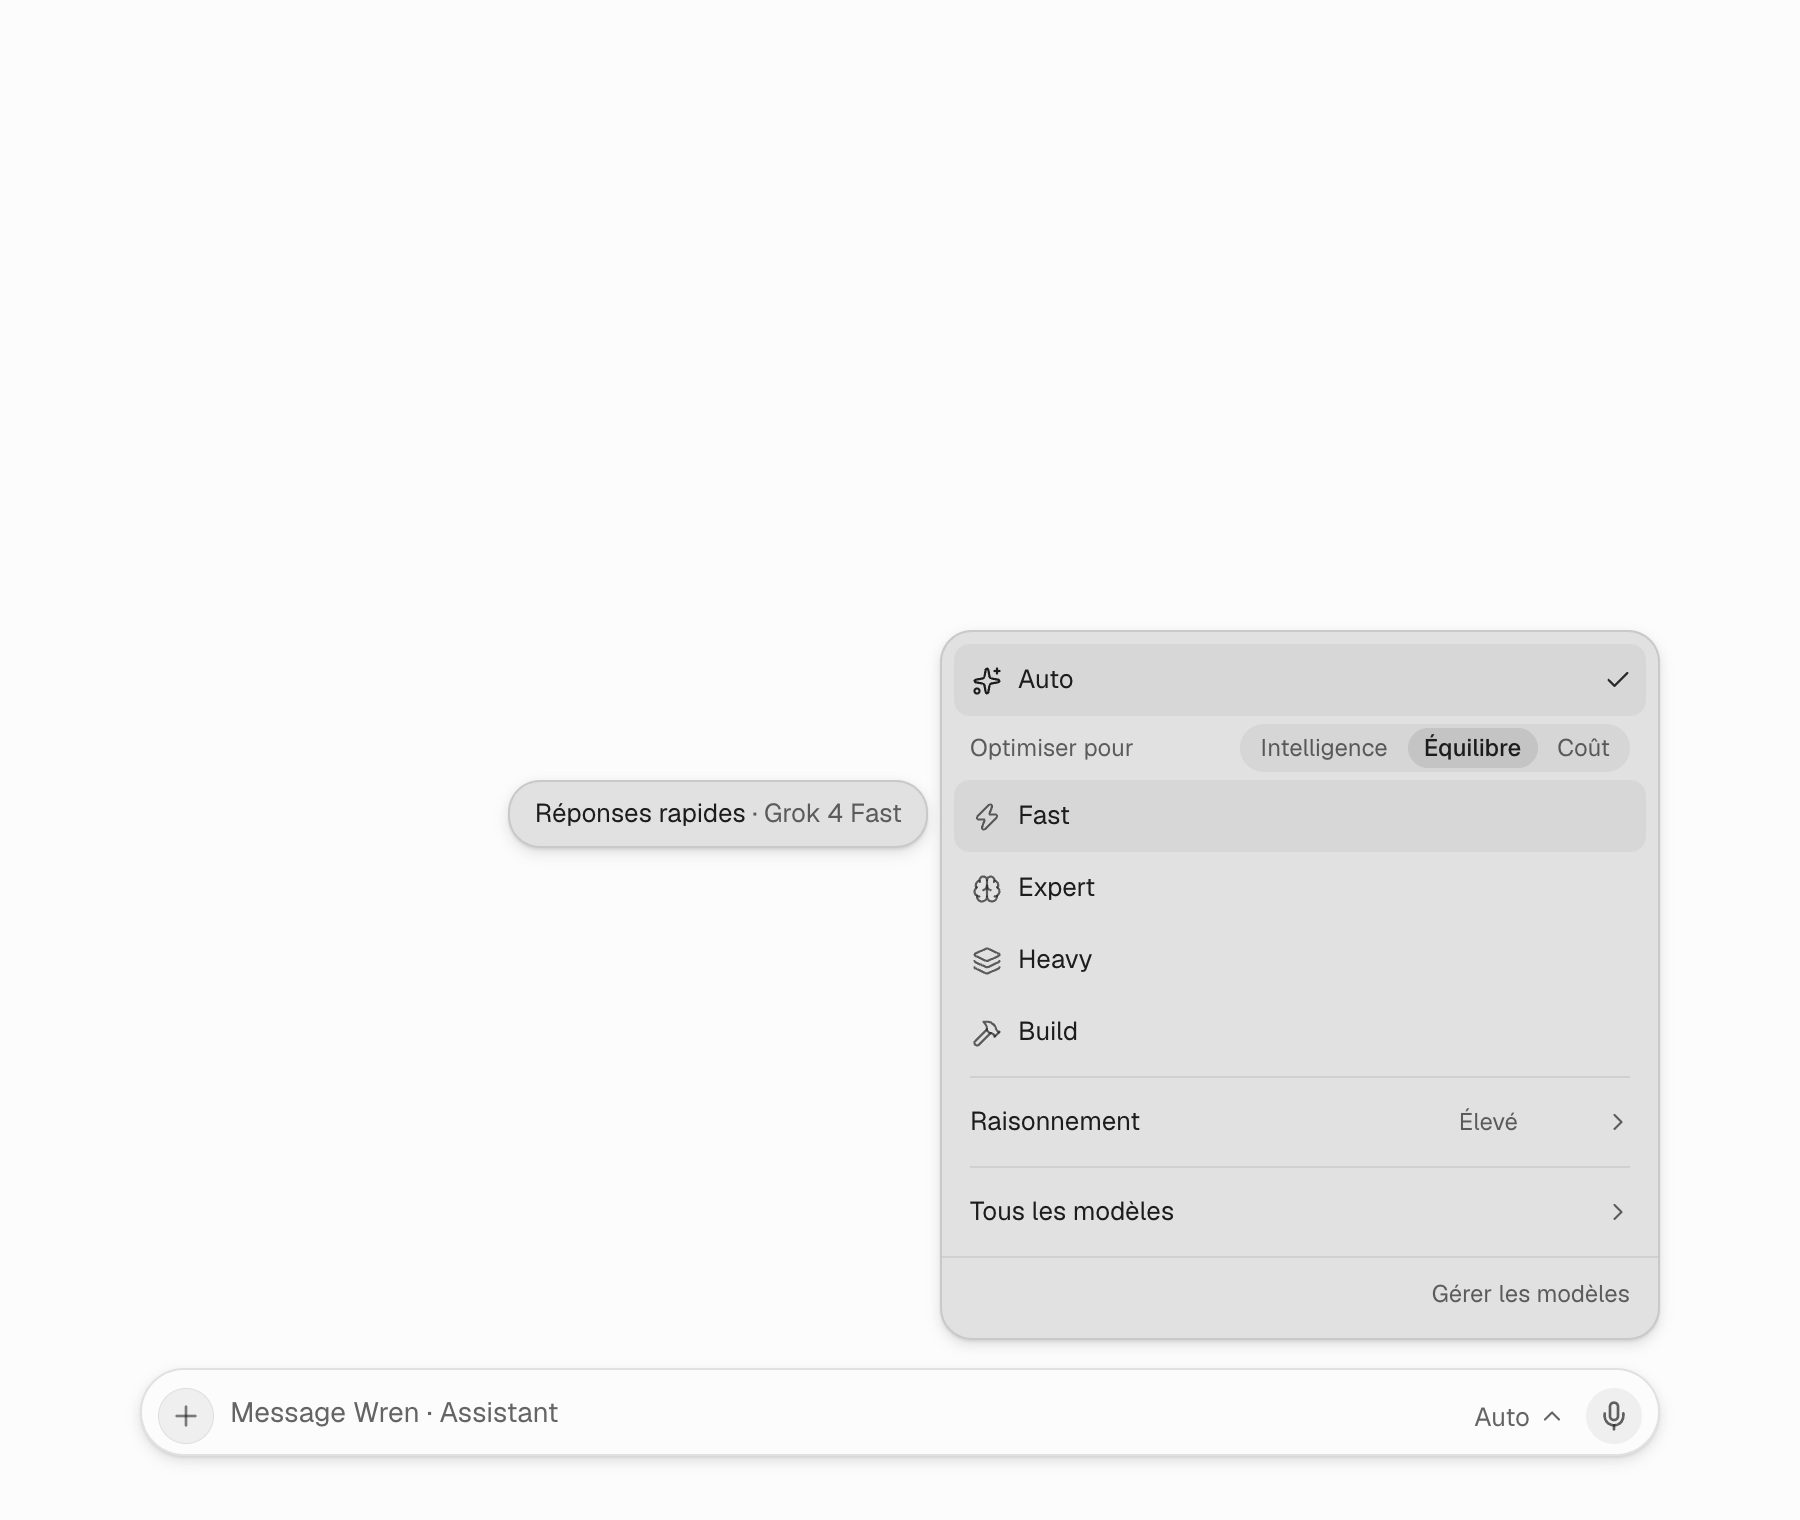 Auto
Optimiser pour Intelligence Équilibre Coût
Réponses rapides · Grok 4 Fast
Fast
Expert
Heavy
Build
Raisonnement Élevé
Tous les modèles
Gérer les modèles
Message Wren · Assistant Auto